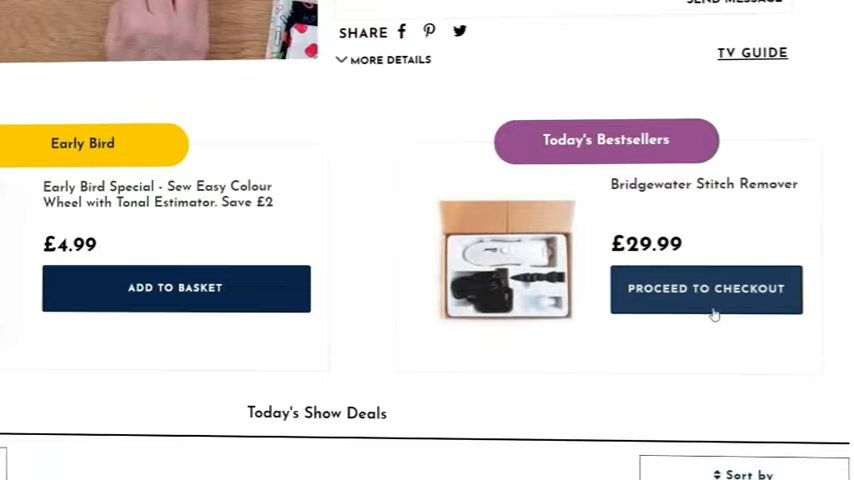 SEND MESSAGE
SHARE
MORE DETAILS
TV GUIDE
Early Bird
Early Bird Special - Sew Easy Colour
Wheel with Tonal Estimator. Save £2
£4.99
ADD TO BASKET
Today's Bestsellers
Bridgewater Stitch Remover
£29.99
PROCEED TO CHECKOUT
Today's Show Deals
Sort by